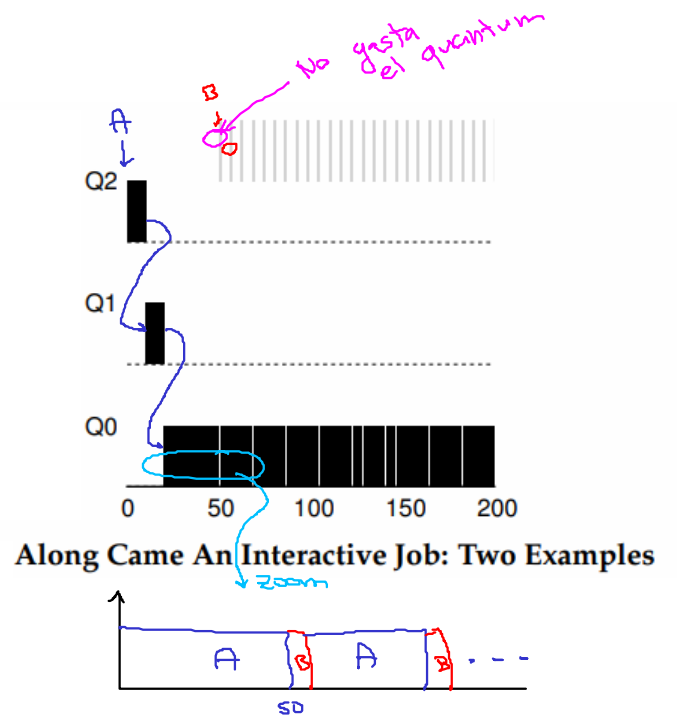 No gasta
el quantum
B
A
Q2
Q1
Q0
0 50 100 150 200
Along Came An Interactive Job: Two Examples
zoom
A B A B
50